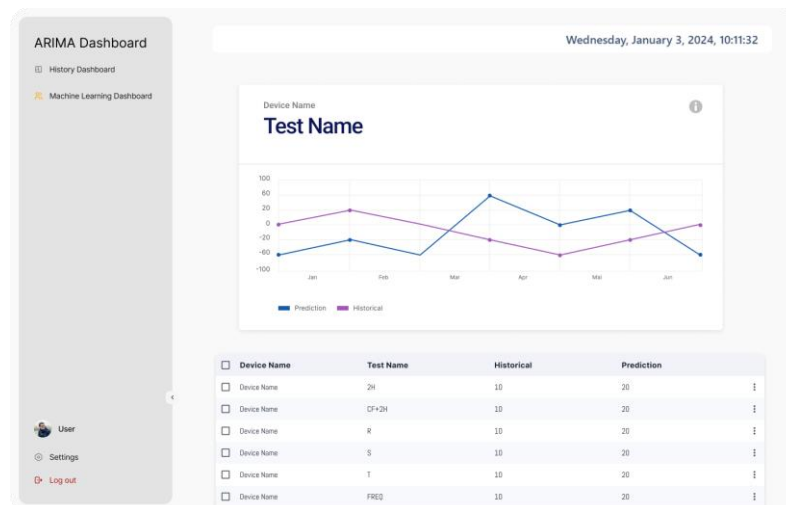 ARIMA Dashboard
History Dashboard
Machine Learning Dashboard
User
Settings
Log out
Wednesday, January 3, 2024, 10:11:32
Device Name
Test Name
100
60
20
0
-20
-60
-100
Jan Feb Mar Apr Mai Jun
Prediction Historical
Device Name Test Name Historical Prediction
Device Name 2H 10 20
Device Name CF+2H 10 20
Device Name R 10 20
Device Name S 10 20
Device Name T 10 20
Device Name FREQ 10 20